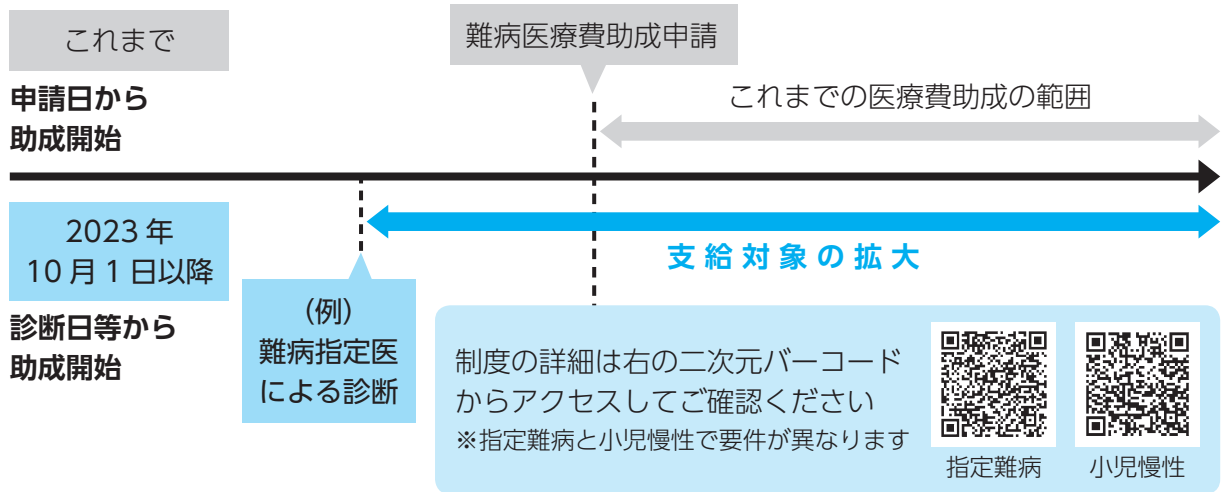 これまで
難病医療費助成申請
申請日から
助成開始
これまでの医療費助成の範囲
2023年
10月1日以降
支給対象の拡大
診断日等から
助成開始
(例)
難病指定医
による診断
制度の詳細は右の二次元バーコード
からアクセスしてご確認ください
※指定難病と小児慢性で要件が異なります
指定難病
小児慢性